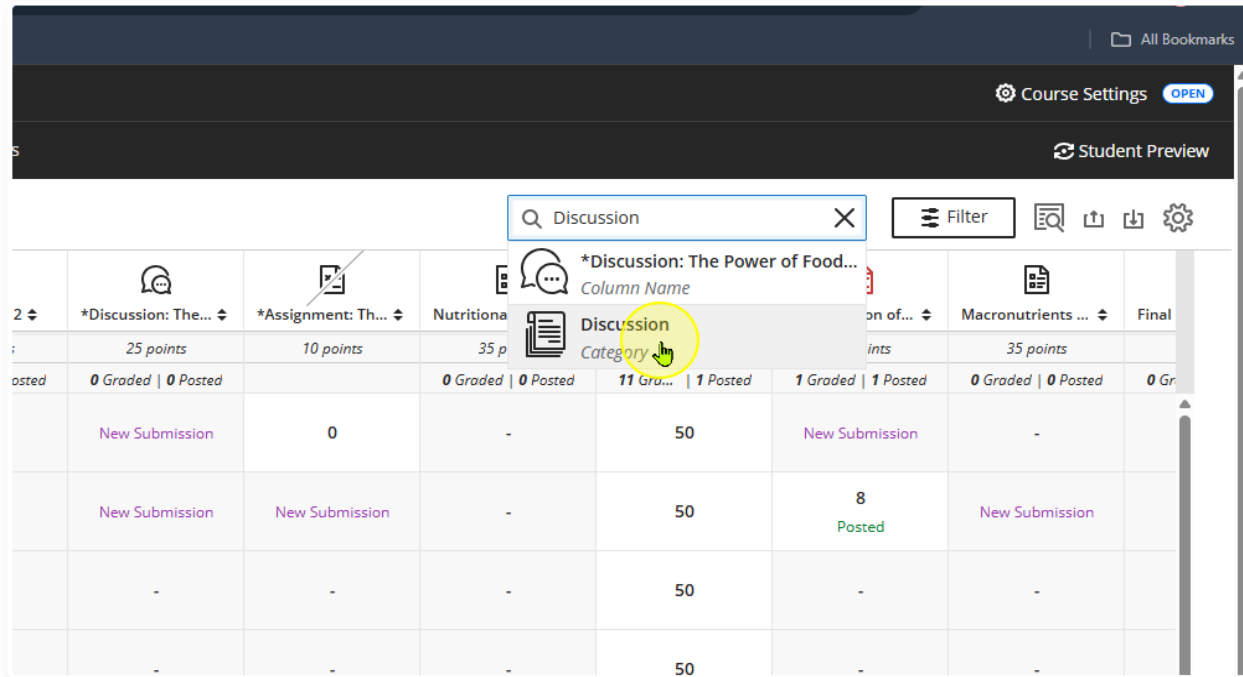 All Bookmarks
Course Settings OPEN
s
Student Preview
Discussion
Filter
*Discussion: The Power of Food...
Column Name
Discussion
Category
2 *Discussion: The... *Assignment: Th... Nutritiona on of... Macronutrients ... Final
25 points 10 points 35 p ints 35 points
osted 0 Graded | 0 Posted 0 Graded | 0 Posted 11 Gra... | 1 Posted 1 Graded | 1 Posted 0 Graded | 0 Posted 0 Gr
New Submission 0 - 50 New Submission -
New Submission New Submission - 50 8 New Submission
Posted
- - - 50 - -
- - - 50 - -